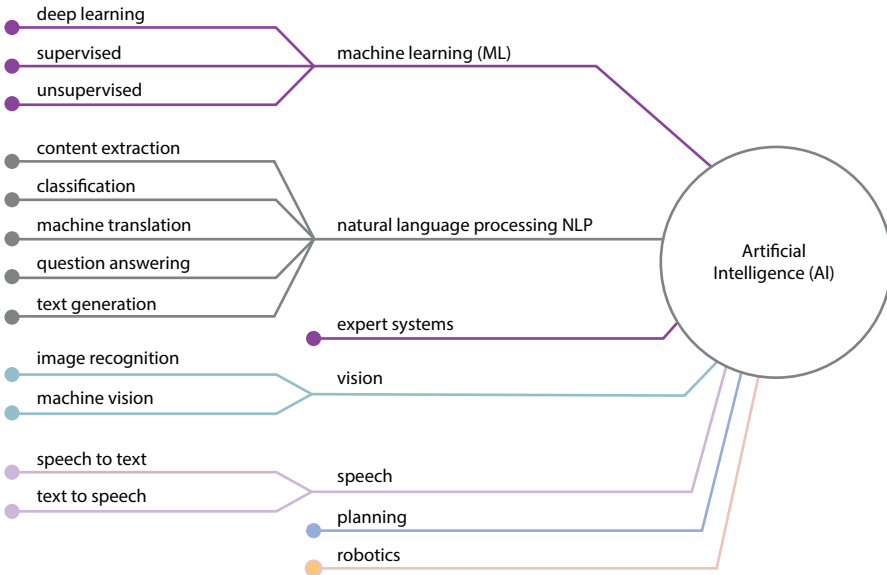 deep learning
supervised
unsupervised
machine learning (ML)
content extraction
classification
machine translation
question answering
text generation
natural language processing NLP
expert systems
image recognition
machine vision
vision
speech to text
text to speech
speech
planning
robotics
Artificial
Intelligence (AI)